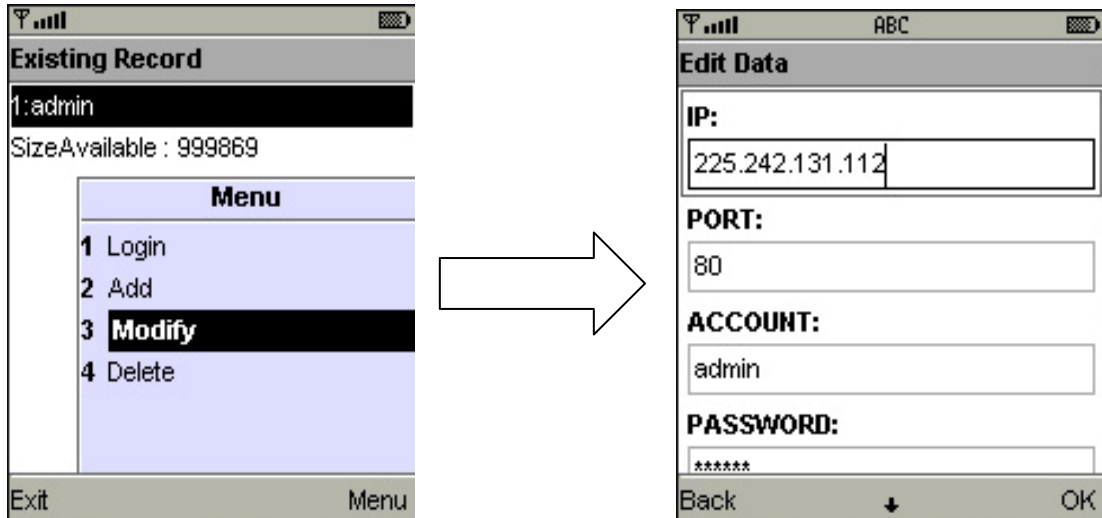 Existing Record
1:admin
SizeAvailable : 999869
Menu
1 Login
2 Add
3 Modify
4 Delete
Exit Menu
ABC
Edit Data
IP:
225.242.131.112
PORT:
80
ACCOUNT:
admin
PASSWORD:
******
Back OK